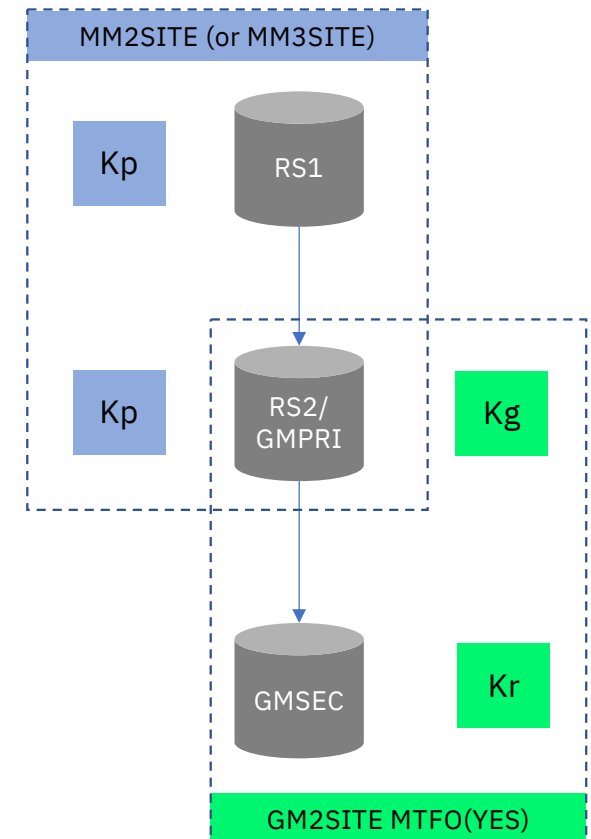 MM2SITE (or MM3SITE)
Kp
RS1
Kp
RS2/
GMPRI
Kg
GMSEC
Kr
GM2SITE MTFO(YES)